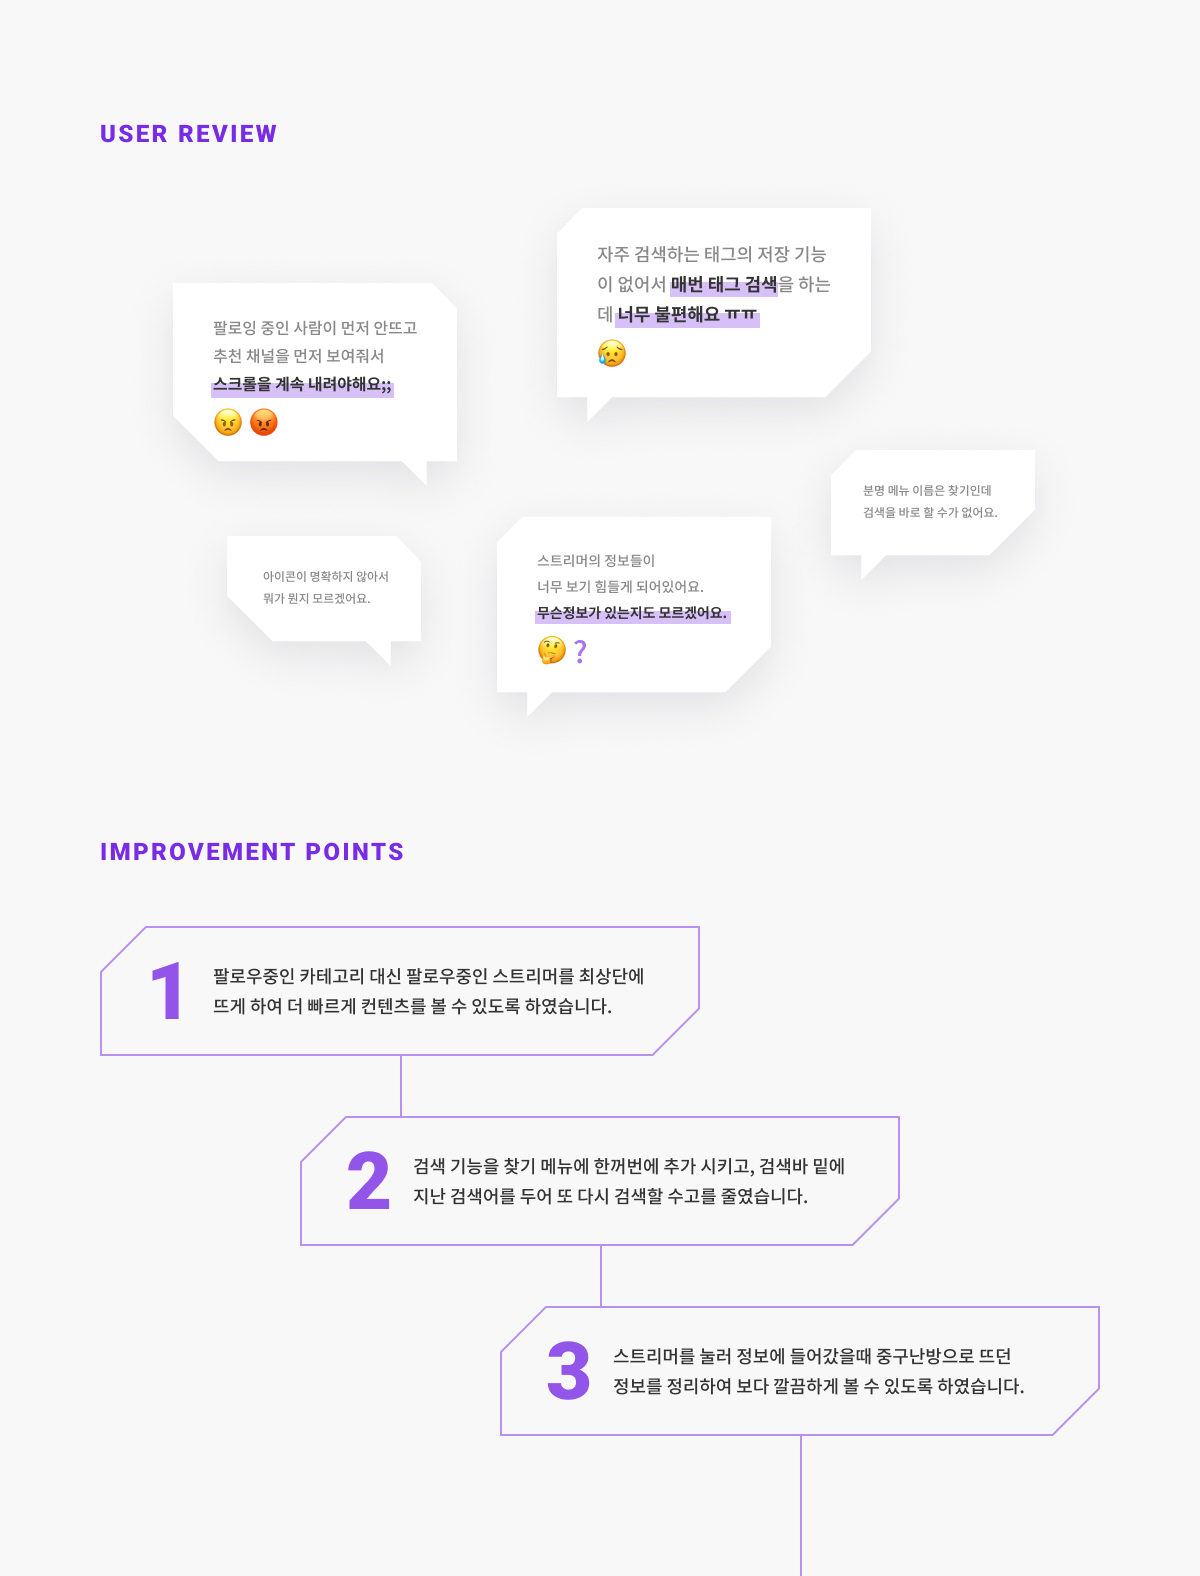 USER REVIEW
자주 검색하는 태그의 저장 기능
이 없어서 매번 태그 검색을 하는
데 너무 불편해요 ㅠㅠ
팔로잉 중인 사람이 먼저 안뜨고
추천 채널을 먼저 보여줘서
스크롤을 계속 내려야해요;;
분명 메뉴 이름은 찾기인데
검색을 바로 할 수가 없어요.
아이콘이 명확하지 않아서
뭐가 뭔지 모르겠어요.
스트리머의 정보들이
너무 보기 힘들게 되어있어요.
무슨정보가 있는지도 모르겠어요.
?
IMPROVEMENT POINTS
1
팔로우중인 카테고리 대신 팔로우중인 스트리머를 최상단에
뜨게 하여 더 빠르게 컨텐츠를 볼 수 있도록 하였습니다.
2
검색 기능을 찾기 메뉴에 한꺼번에 추가 시키고, 검색바 밑에
지난 검색어를 두어 또 다시 검색할 수고를 줄였습니다.
3
스트리머를 눌러 정보에 들어갔을때 중구난방으로 뜨던
정보를 정리하여 보다 깔끔하게 볼 수 있도록 하였습니다.